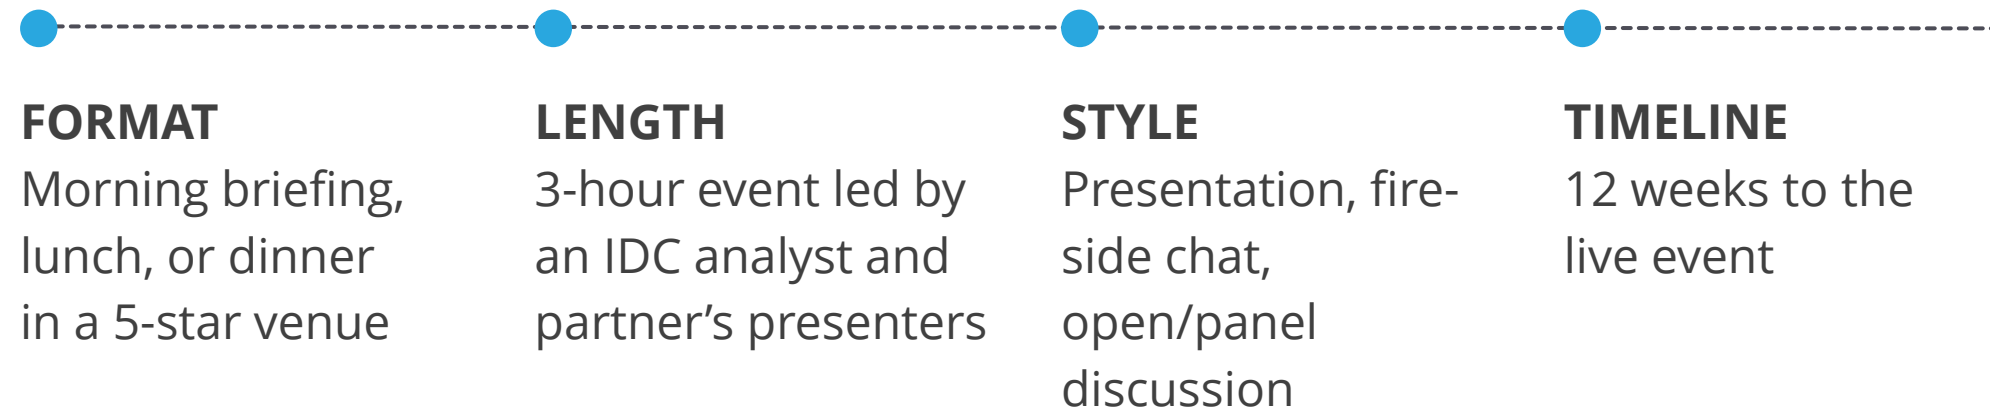 FORMAT
Morning briefing,
lunch, or dinner
in a 5-star venue
LENGTH
3-hour event led by
an IDC analyst and
partner’s presenters
STYLE
Presentation, fire-
side chat,
open/panel
discussion
TIMELINE
12 weeks to the
live event